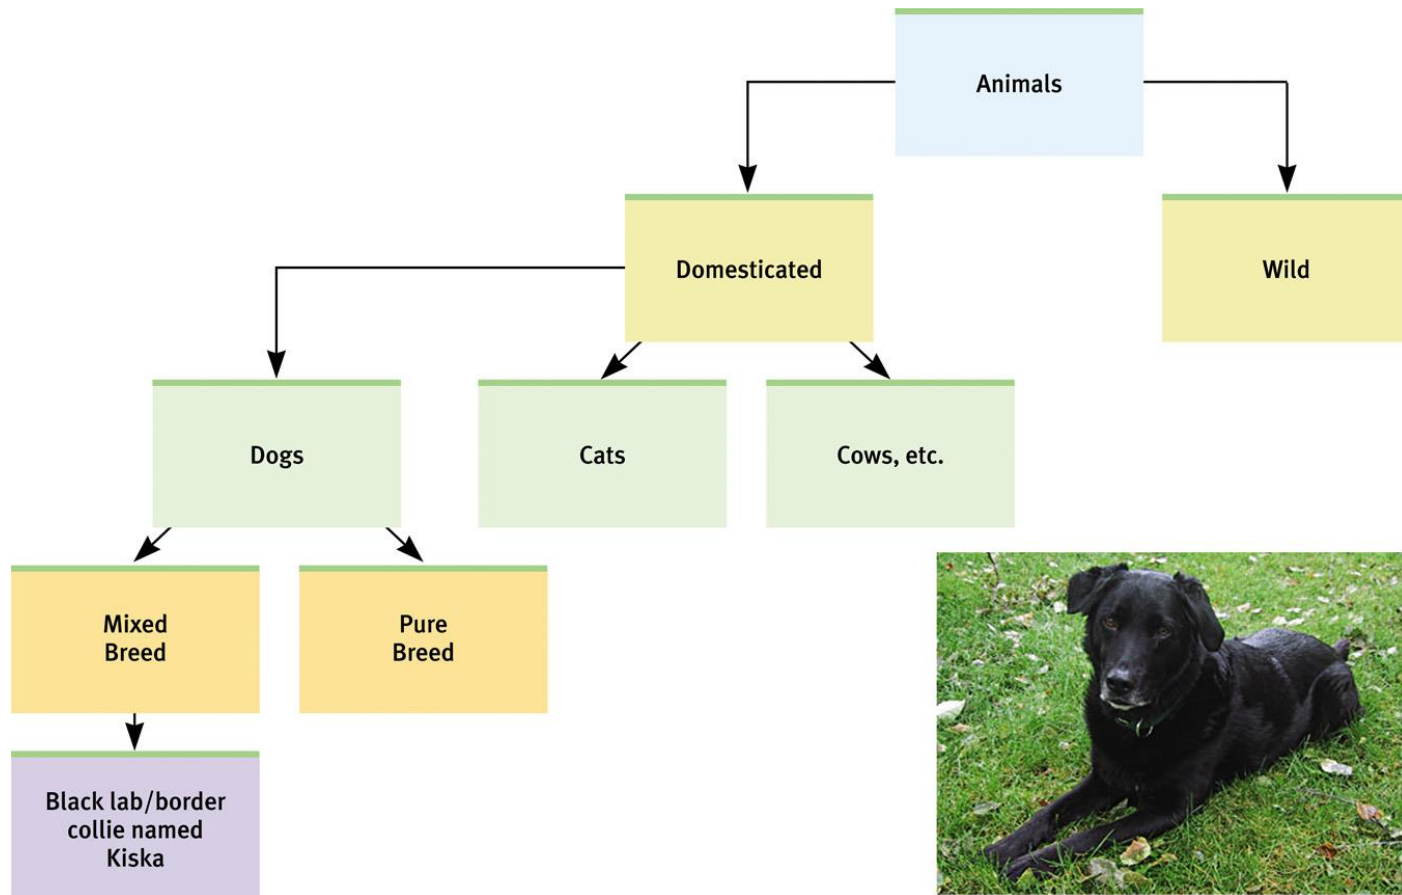 Animals
Domesticated
Wild
Dogs
Cats
Cows, etc.
Mixed
Breed
Pure
Breed
Black lab/border
collie named
Kiska